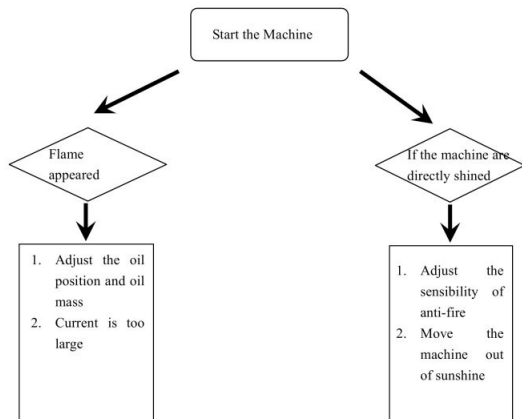 Start the Machine
Flame
appeared
If the machine are
directly shined
1. Adjust the oil
position and oil
mass
2. Current is too
large
1. Adjust the
sensibility of
anti-fire
2. Move the
machine out
of sunshine